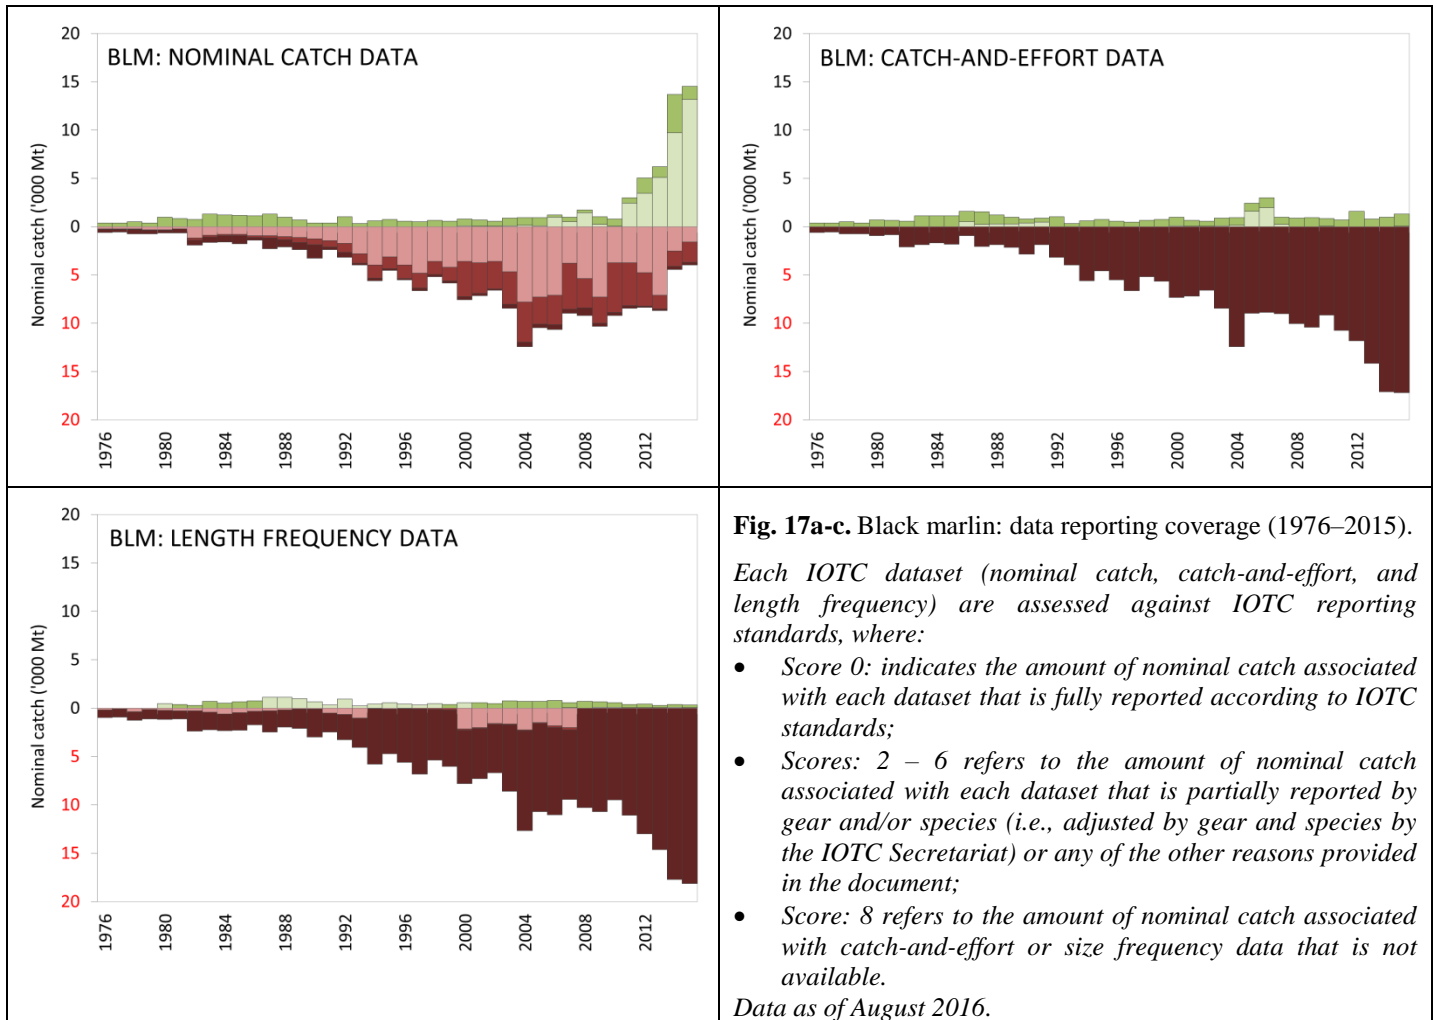 BLM: NOMINAL CATCH DATA
Nominal catch ('000 Mt)
20
15
10
5
0
5
10
15
20
1976
1980
1984
1988
1992
1996
2000
2004
2008
2012
BLM: CATCH-AND-EFFORT DATA
Nominal catch ('000 Mt)
20
15
10
5
0
5
10
15
20
1976
1980
1984
1988
1992
1996
2000
2004
2008
2012
BLM: LENGTH FREQUENCY DATA
Nominal catch ('000 Mt)
20
15
10
5
0
5
10
15
20
1976
1980
1984
1988
1992
1996
2000
2004
2008
2012
Fig. 17a-c. Black marlin: data reporting coverage (1976–2015).
Each IOTC dataset (nominal catch, catch-and-effort, and
length frequency) are assessed against IOTC reporting
standards, where:
• Score 0: indicates the amount of nominal catch associated
with each dataset that is fully reported according to IOTC
standards;
• Scores: 2 – 6 refers to the amount of nominal catch
associated with each dataset that is partially reported by
gear and/or species (i.e., adjusted by gear and species by
the IOTC Secretariat) or any of the other reasons provided
in the document;
• Score: 8 refers to the amount of nominal catch associated
with catch-and-effort or size frequency data that is not
available.
Data as of August 2016.